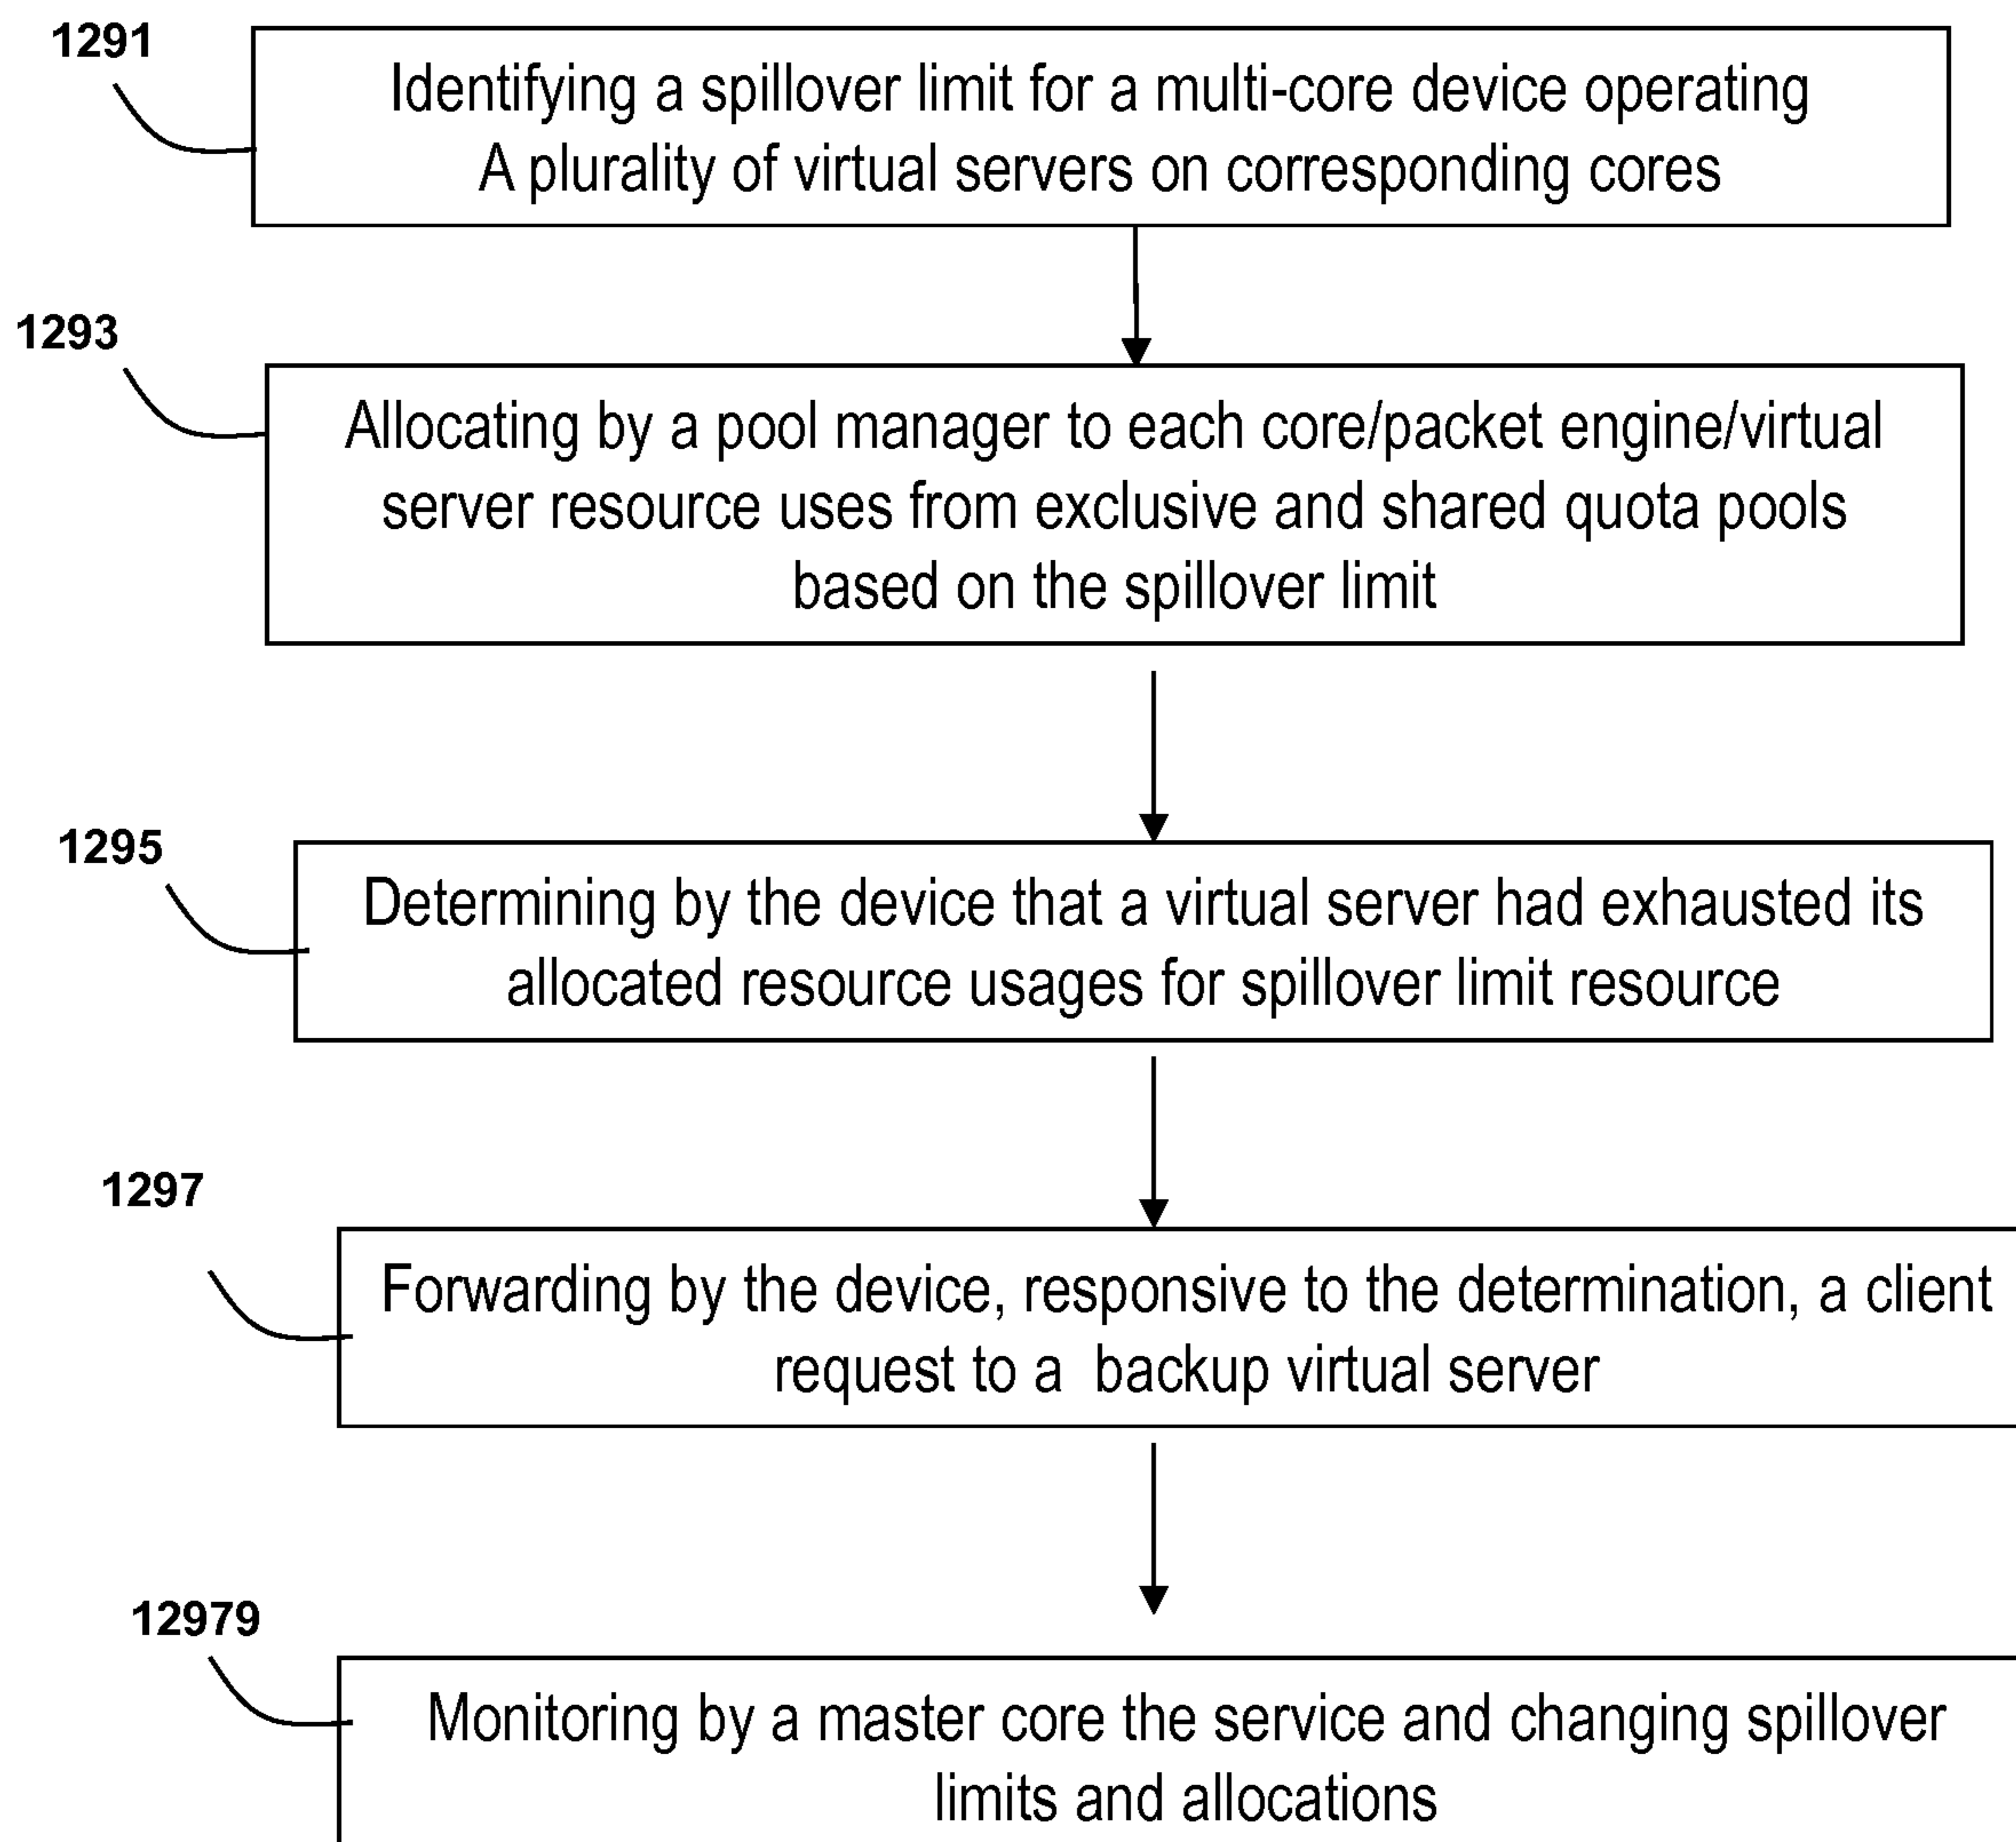 1291
Identifying a spillover limit for a multi-core device operating
A plurality of virtual servers on corresponding cores
1293
Allocating by a pool manager to each core/packet engine/virtual
server resource uses from exclusive and shared quota pools
based on the spillover limit
1295
Determining by the device that a virtual server had exhausted its
allocated resource usages for spillover limit resource
1297
Forwarding by the device, responsive to the determination, a client
request to a backup virtual server
12979
Monitoring by a master core the service and changing spillover
limits and allocations